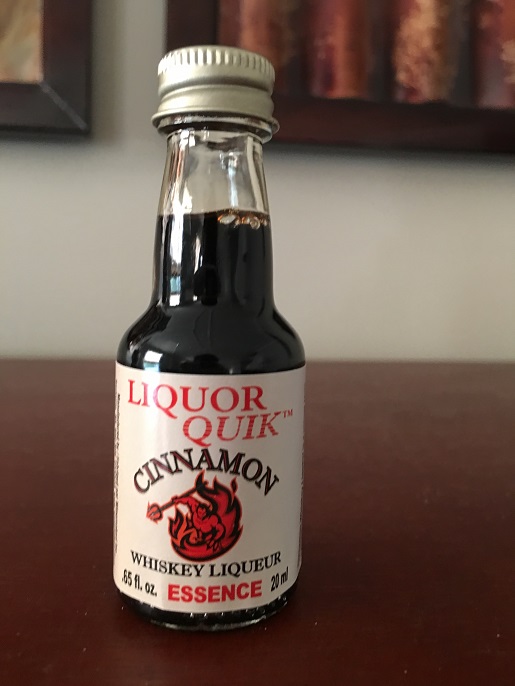 LIQUOR
QUIK™
CINNAMON
WHISKEY LIQUEUR
.65 fl. oz. ESSENCE 20 ml